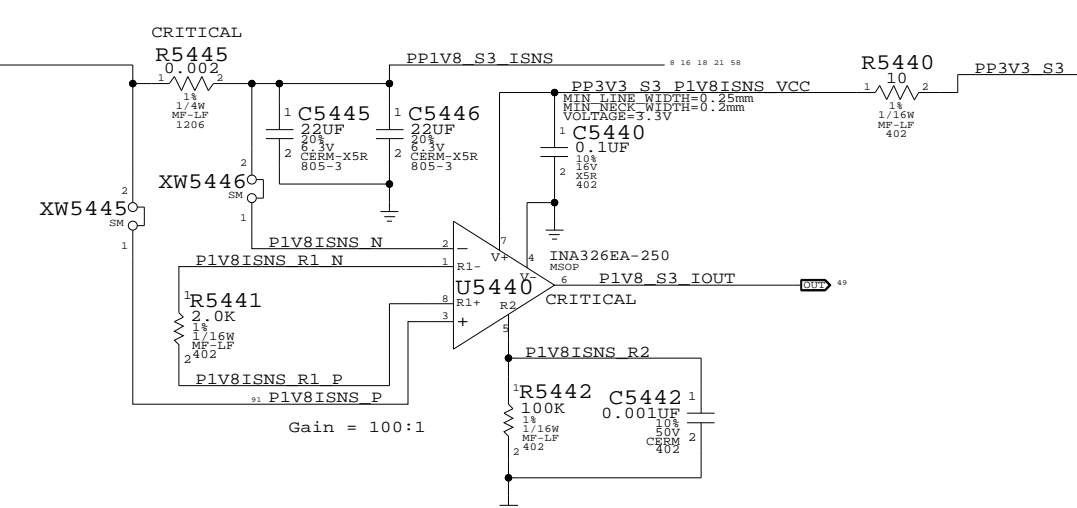 CRITICAL
R5445
0.002
1 2
1%
1/4W
MF-LF
1206
PP1V8_S3_ISNS
8 16 18 21 58
R5440
10
1 2
1%
1/16W
MF-LF
402
PP3V3_S3
PP3V3_S3_P1V8ISNS_VCC
MIN_LINE_WIDTH=0.25mm
MIN_NECK_WIDTH=0.2mm
VOLTAGE=3.3V
1
C5445
22UF
20%
6.3V
CERM-X5R
805-3
2
1
C5446
22UF
20%
6.3V
CERM-X5R
805-3
2
1
C5440
0.1UF
10%
16V
X5R
402
2
2
XW5446
SM
1
2
XW5445
SM
1
P1V8ISNS_N
P1V8ISNS_R1_N
2
−
1
R1-
8
R1+
3
+
7
V+
4
V-
U5440
R2
5
6
INA326EA-250
MSOP
CRITICAL
P1V8_S3_IOUT
OUT
49
1
R5441
2.0K
1%
1/16W
MF-LF
402
2
P1V8ISNS_R1_P
91 P1V8ISNS_P
Gain = 100:1
P1V8ISNS_R2
1
R5442
100K
1%
1/16W
MF-LF
402
2
C5442
1
0.001UF
10%
50V
CERM
402
2